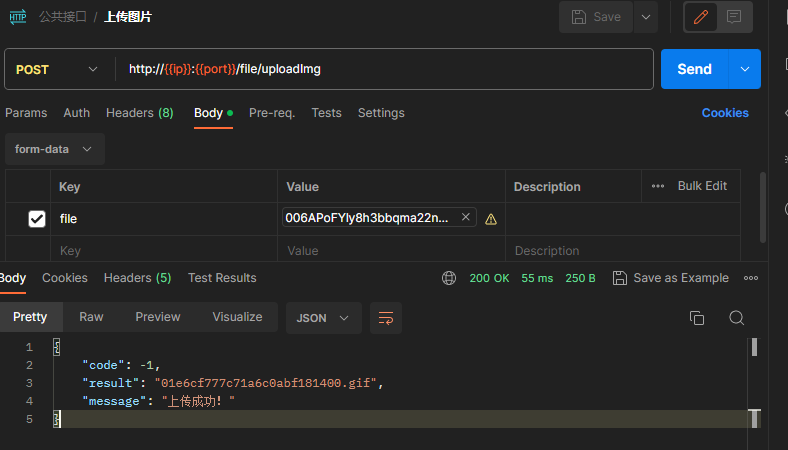 HTTP 公共接口 / 上传图片 Save
POST http://{{ip}}:{{port}}/file/uploadImg Send
Params Auth Headers (8) Body Pre-req. Tests Settings Cookies
form-data
Key Value Description ••• Bulk Edit
file 006APoFYly8h3bbqma22n... ×
Key Value Description
Body Cookies Headers (5) Test Results 200 OK 55 ms 250 B Save as Example •••
Pretty Raw Preview Visualize JSON
1 {
2 "code": -1,
3 "result": "01e6cf777c71a6c0abf181400.gif",
4 "message": "上传成功! "
5 }